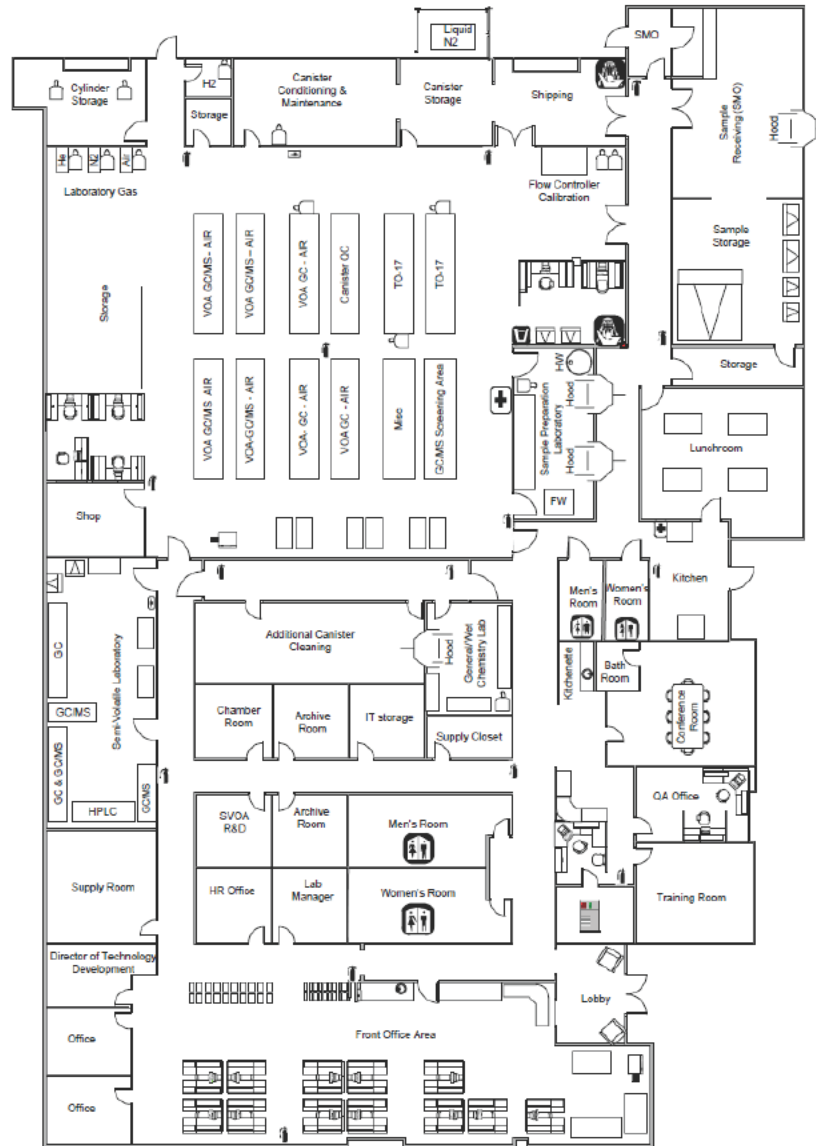 Liquid
N2
SMO
Cylinder
Storage
H2
Storage
Canister
Conditioning &
Maintenance
Canister
Storage
Shipping
Sample
Receiving (SMO)
Hood
He
N2
Air
Laboratory Gas
Flow Controller
Calibration
Storage
VOA GC/MS - AIR
VOA GC/MS - AIR
VOA GC - AIR
Canister QC
TO-17
TO-17
Sample
Storage
Storage
VOA GC/MS AIR
VOA-GC/MS - AIR
VOA- GC - AIR
VOA GC - AIR
Misc
GC/MS Screening Area
Sample Preparation
Laboratory
HW
Hood
Hood
FW
Lunchroom
Shop
Men's
Room
Women's
Room
Kitchen
GC
GC/MS
GC & GC/MS
HPLC
GC/MS
Semi-Volatile Laboratory
Additional Canister
Cleaning
Hood
General/Wet
Chemistry Lab
Kitchenette
Bath
Room
Conference
Room
Chamber
Room
Archive
Room
IT storage
Supply Closet
QA Office
SVOA
R&D
Archive
Room
Men's Room
HR Office
Lab
Manager
Women's Room
Training Room
Supply Room
Director of Technology
Development
Lobby
Office
Front Office Area
Office